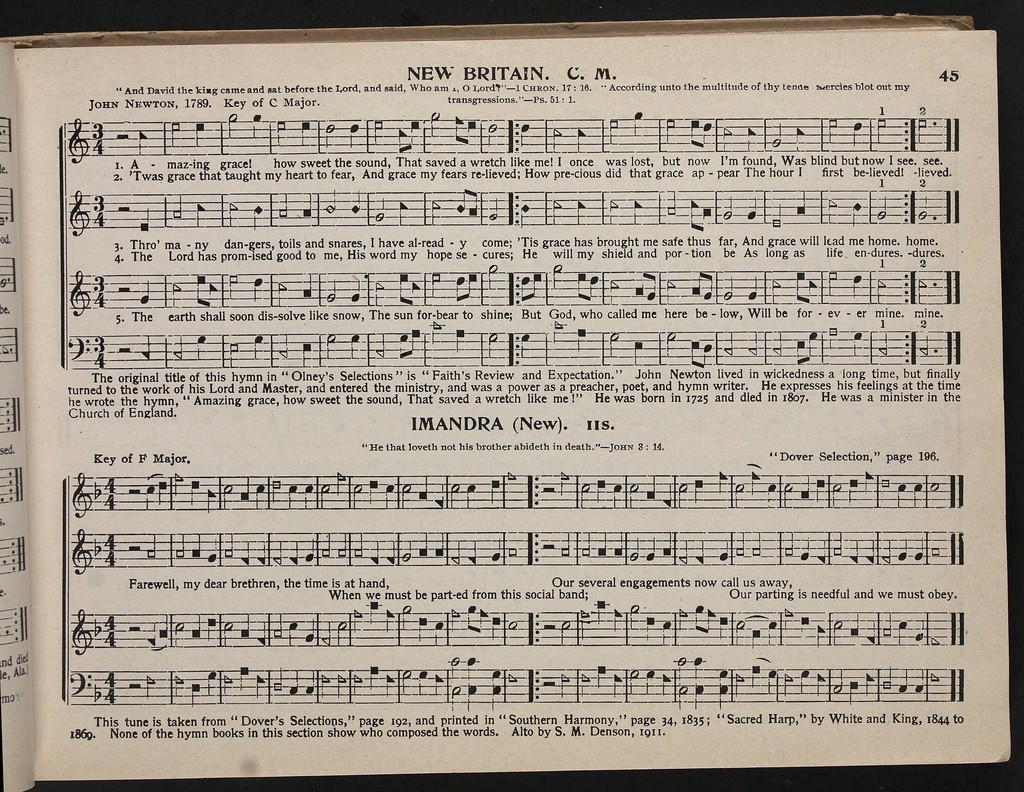 NEW BRITAIN. C. M.
45
"And David the king came and sat before the Lord, and said, Who am I, O Lord?"—1 CHRON. 17: 16. "According unto the multitude of thy tende mercies blot out my
JOHN NEWTON, 1789. Key of C Major.
transgressions."—Ps. 51: 1.
1 2
1. A - maz-ing grace! how sweet the sound, That saved a wretch like me! I once was lost, but now I'm found, Was blind but now I see. see.
2. 'Twas grace that taught my heart to fear, And grace my fears re-lieved; How pre-cious did that grace ap - pear The hour I first be-lieved! -lieved.
1 2
3. Thro' ma - ny dan-gers, toils and snares, I have al-read - y come; 'Tis grace has brought me safe thus far, And grace will lead me home. home.
4. The Lord has prom-ised good to me, His word my hope se - cures; He will my shield and por - tion be As long as life en-dures. -dures.
1 2
5. The earth shall soon dis-solve like snow, The sun for-bear to shine; But God, who called me here be - low, Will be for - ev - er mine. mine.
1 2
The original title of this hymn in "Olney's Selections" is "Faith's Review and Expectation." John Newton lived in wickedness a long time, but finally
turned to the work of his Lord and Master, and entered the ministry, and was a power as a preacher, poet, and hymn writer. He expresses his feelings at the time
he wrote the hymn, "Amazing grace, how sweet the sound, That saved a wretch like me!" He was born in 1725 and died in 1807. He was a minister in the
Church of England.
IMANDRA (New). 11s.
"He that loveth not his brother abideth in death."—JOHN 3: 14.
Key of F Major.
"Dover Selection," page 196.
Farewell, my dear brethren, the time is at hand, Our several engagements now call us away,
When we must be part-ed from this social band; Our parting is needful and we must obey.
This tune is taken from "Dover's Selections," page 192, and printed in "Southern Harmony," page 34, 1835; "Sacred Harp," by White and King, 1844 to
1869. None of the hymn books in this section show who composed the words. Alto by S. M. Denson, 1911.